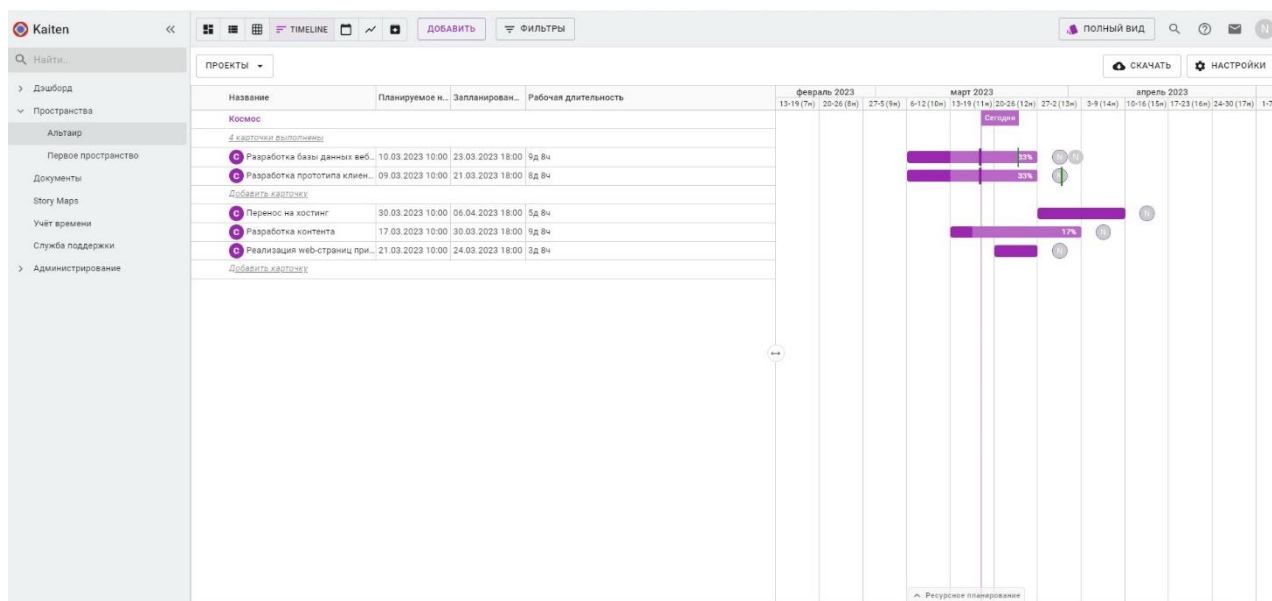 Kaiten
TIMELINE ДОБАВИТЬ ФИЛЬТРЫ ПОЛНЫЙ ВИД N
Найти...
ПРОЕКТЫ СКАЧАТЬ НАСТРОЙКИ
Дэшборд
Пространства
Альтаир
Первое пространство
Документы
Story Maps
Учёт времени
Служба поддержки
Администрирование
Название Планируемое н... Запланирован... Рабочая длительность
февраль 2023 март 2023 апрель 2023
13-19 (7н) 20-26 (8н) 27-5 (9н) 6-12 (10н) 13-19 (11н) 20-26 (12н) 27-2 (13н) 3-9 (14н) 10-16 (15н) 17-23 (16н) 24-30 (17н) 1-7
Космос Сегодня
4 карточки выполнены
C Разработка базы данных веб... 10.03.2023 10:00 23.03.2023 18:00 9д 8ч 33% N N
C Разработка прототипа клиен... 09.03.2023 10:00 21.03.2023 18:00 8д 8ч 33%
Добавить карточку
C Перенос на хостинг 30.03.2023 10:00 06.04.2023 18:00 5д 8ч N
C Разработка контента 17.03.2023 10:00 30.03.2023 18:00 9д 8ч 17% N
C Реализация web-страниц при... 21.03.2023 10:00 24.03.2023 18:00 3д 8ч N
Добавить карточку
Ресурсное планирование